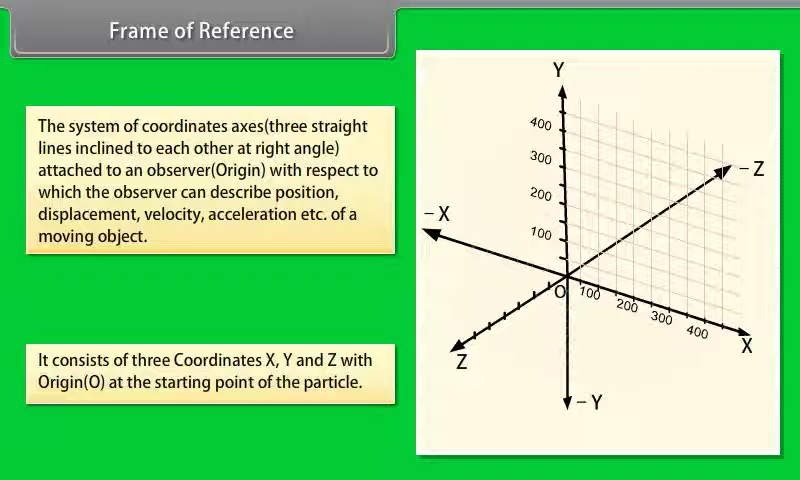 Frame of Reference
The system of coordinates axes(three straight
lines inclined to each other at right angle)
attached to an observer(Origin) with respect to
which the observer can describe position,
displacement, velocity, acceleration etc. of a
moving object.
It consists of three Coordinates X, Y and Z with
Origin(O) at the starting point of the particle.
Y
400
300
200
100
– Z
– X
O
100
200
300
400
X
Z
– Y